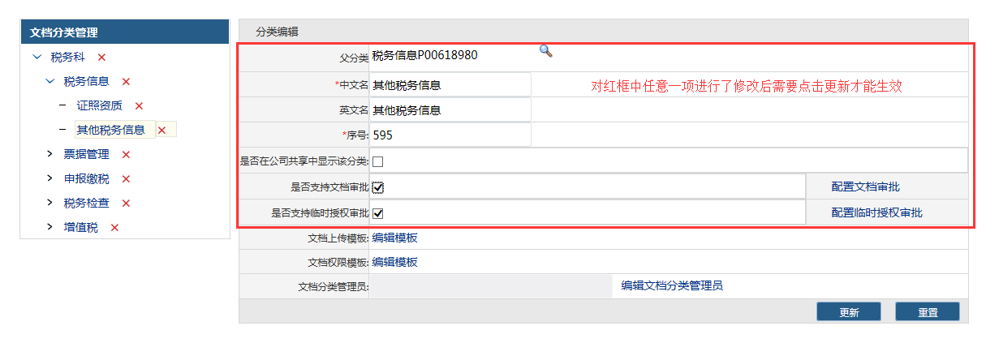 文档分类管理
税务科
税务信息
证照资质
其他税务信息
票据管理
申报缴税
税务检查
增值税
分类编辑
父分类 税务信息P00618980
*中文名 其他税务信息
对红框中任意一项进行了修改后需要点击更新才能生效
英文名 其他税务信息
*序号: 595
是否在公司共享中显示该分类:
是否支持文档审批 配置文档审批
是否支持临时授权审批 配置临时授权审批
文档上传模板: 编辑模板
文档权限模板: 编辑模板
文档分类管理员: 编辑文档分类管理员
更新 重置